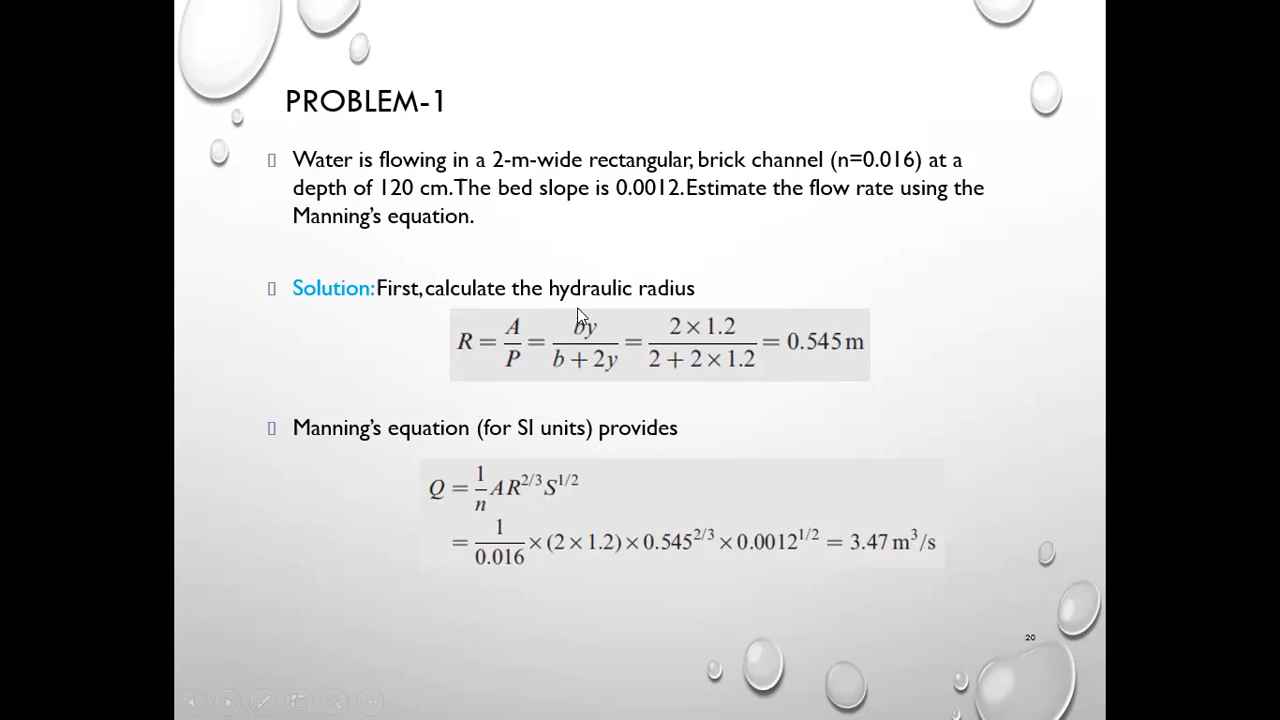 PROBLEM-1
Water is flowing in a 2-m-wide rectangular, brick channel (n=0.016) at a
depth of 120 cm. The bed slope is 0.0012. Estimate the flow rate using the
Manning's equation.
Solution: First, calculate the hydraulic radius
R = A/P = by/(b + 2y) = (2 × 1.2)/(2 + 2 × 1.2) = 0.545 m
Manning's equation (for SI units) provides
Q = 1/n AR^2/3 S^1/2
= 1/0.016 × (2 × 1.2) × 0.545^2/3 × 0.0012^1/2 = 3.47 m³/s
20